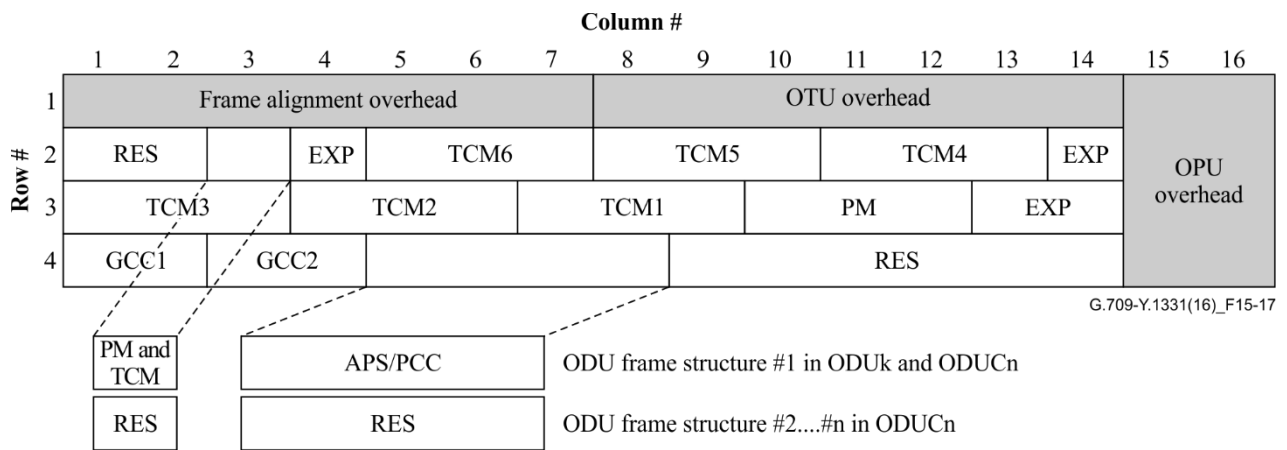 Column #
1 2 3 4 5 6 7 8 9 10 11 12 13 14 15 16
Row #
1 Frame alignment overhead OTU overhead
2 RES EXP TCM6 TCM5 TCM4 EXP
OPU
overhead
3 TCM3 TCM2 TCM1 PM EXP
4 GCC1 GCC2 RES
G.709-Y.1331(16)_F15-17
PM and
TCM
APS/PCC ODU frame structure #1 in ODUk and ODUCn
RES RES ODU frame structure #2....#n in ODUCn